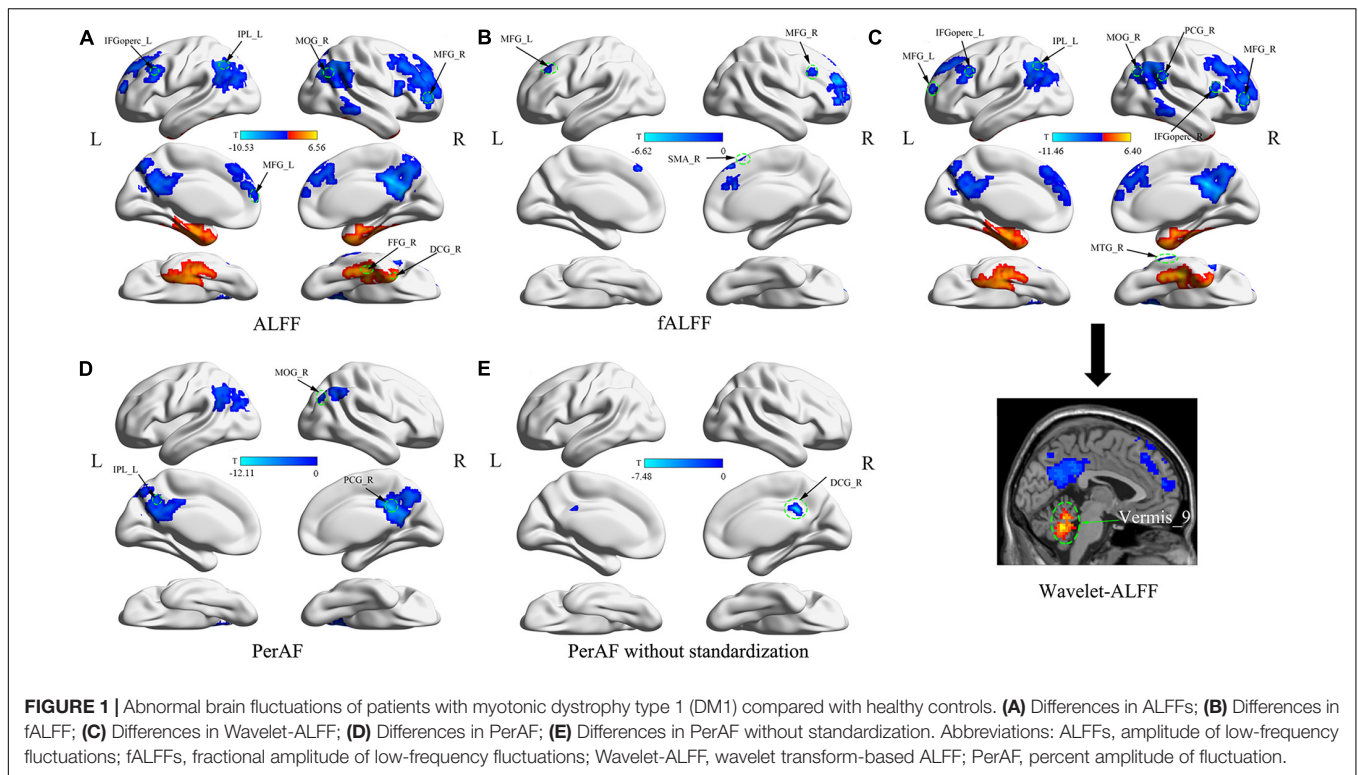 A
IFGoperc_L
IPL_L
MOG_R
MFG_R
L
T
-10.53
6.56
R
MFG_L
FFG_R
DCG_R
ALFF
B
MFG_L
MFG_R
T
-6.62
0
SMA_R
fALFF
C
MFG_L
IFGoperc_L
IPL_L
MOG_R
PCG_R
MFG_R
IFGoperc_R
L
T
-11.46
6.40
R
MTG_R
Vermis_9
Wavelet-ALFF
D
MOG_R
L
T
-12.11
0
IPL_L
PCG_R
PerAF
E
R
T
-7.48
0
DCG_R
PerAF without standardization
FIGURE 1 | Abnormal brain fluctuations of patients with myotonic dystrophy type 1 (DM1) compared with healthy controls. (A) Differences in ALFFs; (B) Differences in
fALFF; (C) Differences in Wavelet-ALFF; (D) Differences in PerAF; (E) Differences in PerAF without standardization. Abbreviations: ALFFs, amplitude of low-frequency
fluctuations; fALFFs, fractional amplitude of low-frequency fluctuations; Wavelet-ALFF, wavelet transform-based ALFF; PerAF, percent amplitude of fluctuation.